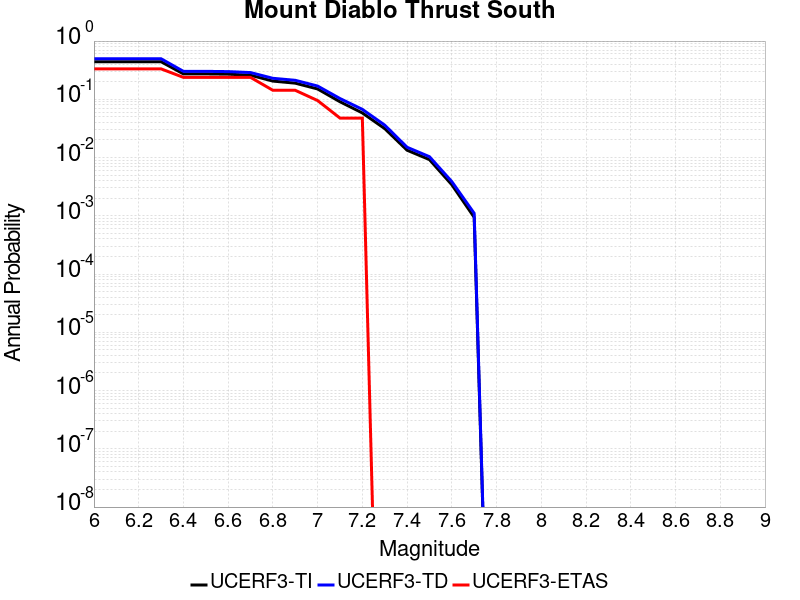 Mount Diablo Thrust South
10^0
10^-1
10^-2
10^-3
10^-4
10^-5
10^-6
10^-7
10^-8
Annual Probability
6 6.2 6.4 6.6 6.8 7 7.2 7.4 7.6 7.8 8 8.2 8.4 8.6 8.8 9
Magnitude
UCERF3-TI UCERF3-TD UCERF3-ETAS